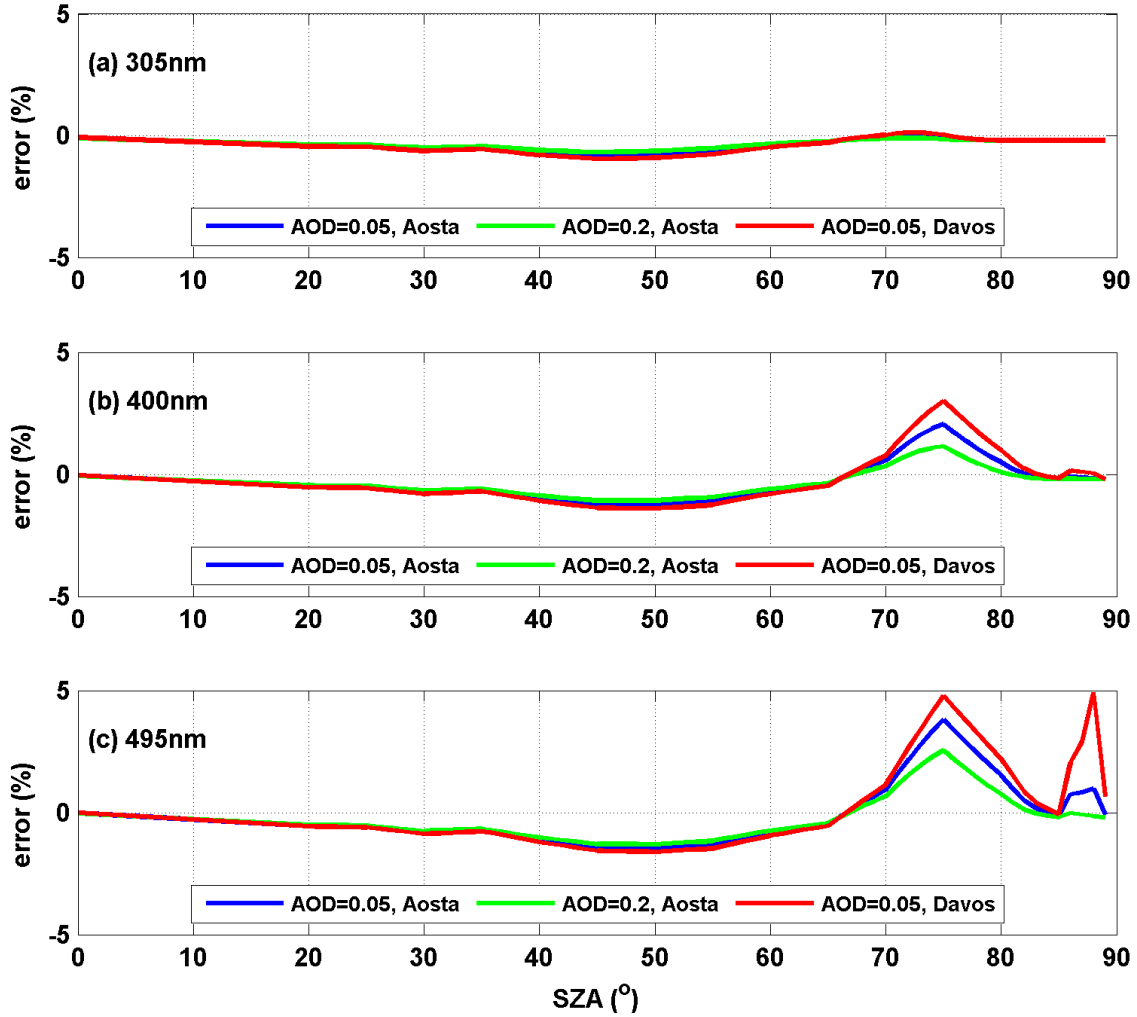 5
(a) 305nm
error (%)
0
AOD=0.05, Aosta AOD=0.2, Aosta AOD=0.05, Davos
-5
0 10 20 30 40 50 60 70 80 90
5
(b) 400nm
error (%)
0
AOD=0.05, Aosta AOD=0.2, Aosta AOD=0.05, Davos
-5
0 10 20 30 40 50 60 70 80 90
5
(c) 495nm
error (%)
0
AOD=0.05, Aosta AOD=0.2, Aosta AOD=0.05, Davos
-5
0 10 20 30 40 50 60 70 80 90
SZA (º)